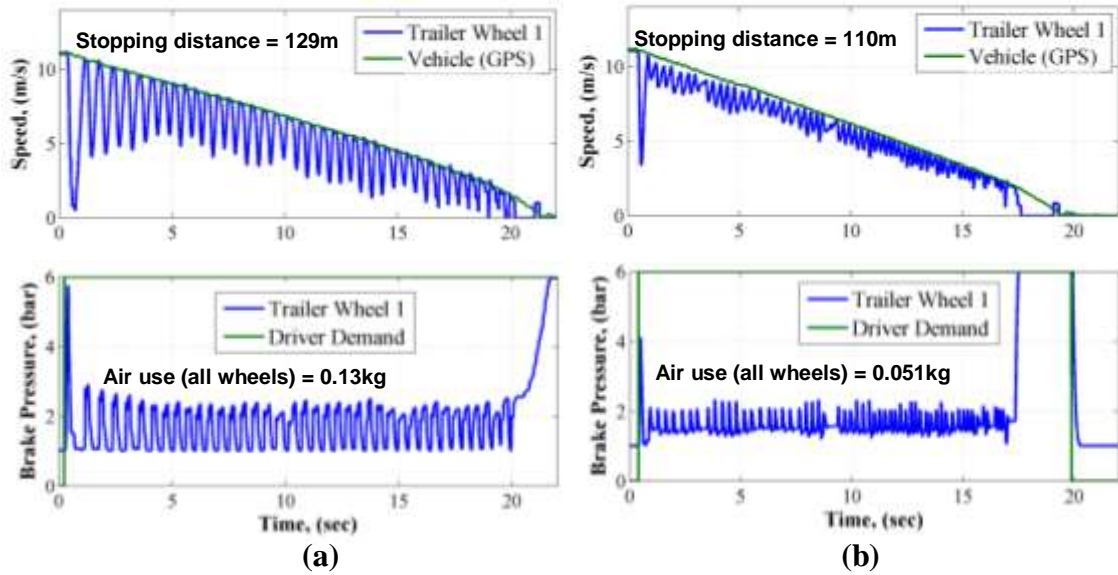 Stopping distance = 129m
Trailer Wheel 1
Vehicle (GPS)
Speed, (m/s)
10
5
0
0
5
10
15
20
Stopping distance = 110m
Trailer Wheel 1
Vehicle (GPS)
Speed, (m/s)
10
5
0
0
5
10
15
20
Trailer Wheel 1
Driver Demand
Air use (all wheels) = 0.13kg
Brake Pressure, (bar)
6
4
2
0
0
5
10
15
20
Time, (sec)
(a)
Trailer Wheel 1
Driver Demand
Air use (all wheels) = 0.051kg
Brake Pressure, (bar)
6
4
2
0
0
5
10
15
20
Time, (sec)
(b)